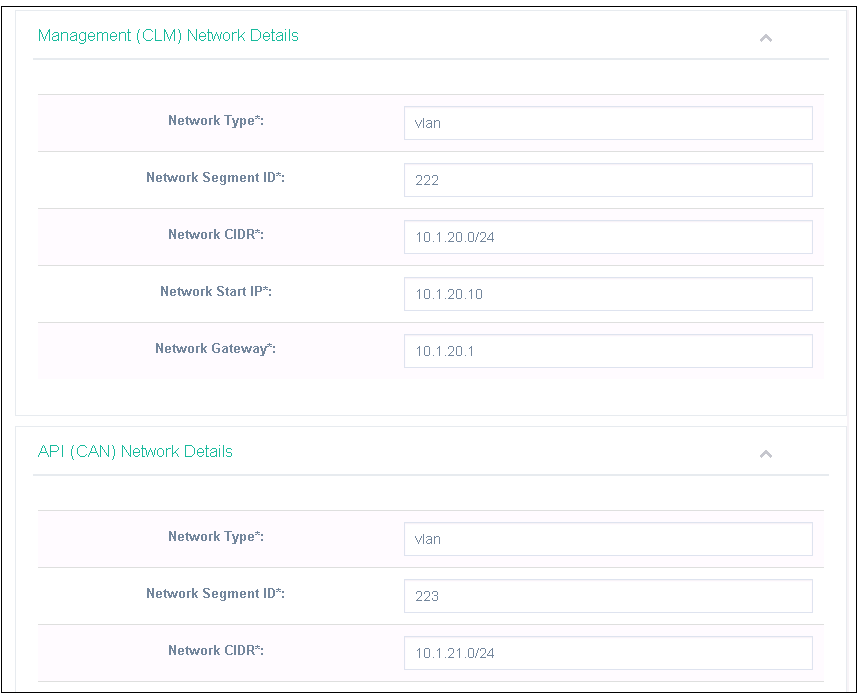 Management (CLM) Network Details
Network Type*: vlan
Network Segment ID*: 222
Network CIDR*: 10.1.20.0/24
Network Start IP*: 10.1.20.10
Network Gateway*: 10.1.20.1
API (CAN) Network Details
Network Type*: vlan
Network Segment ID*: 223
Network CIDR*: 10.1.21.0/24